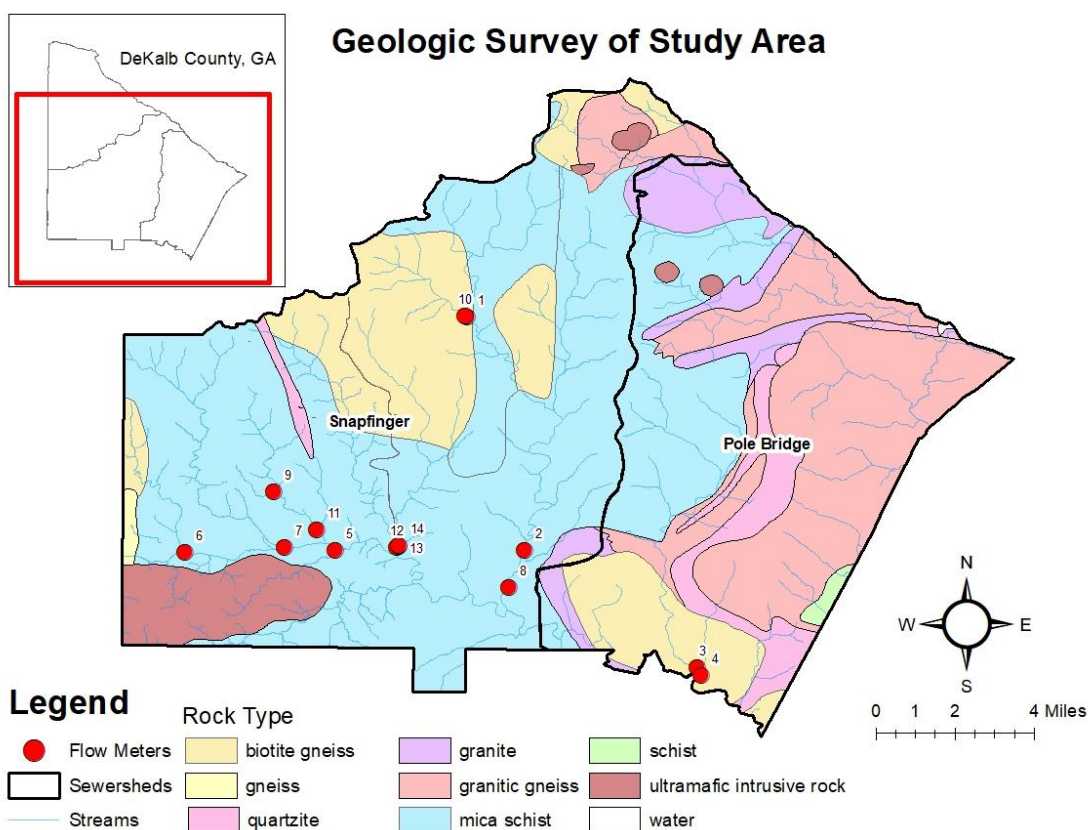 DeKalb County, GA
Geologic Survey of Study Area
10 1
Snapfinger
Pole Bridge
9
11
12 14
6
7
5
13
2
8
3
4
N
W E
S
0 1 2 4 Miles
Legend
Rock Type
Flow Meters
biotite gneiss
granite
schist
Sewersheds
gneiss
granitic gneiss
ultramafic intrusive rock
Streams
quartzite
mica schist
water